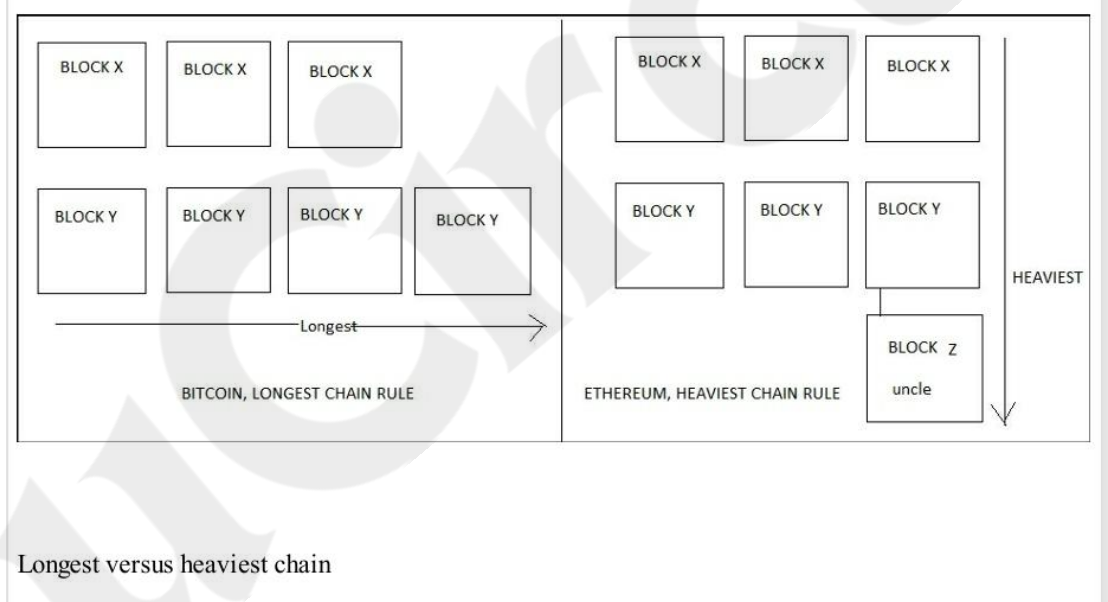 BLOCK X BLOCK X BLOCK X
BLOCK Y BLOCK Y BLOCK Y BLOCK Y
Longest
BITCOIN, LONGEST CHAIN RULE
BLOCK X BLOCK X BLOCK X
BLOCK Y BLOCK Y BLOCK Y
HEAVIEST
BLOCK Z
uncle
ETHEREUM, HEAVIEST CHAIN RULE
Longest versus heaviest chain